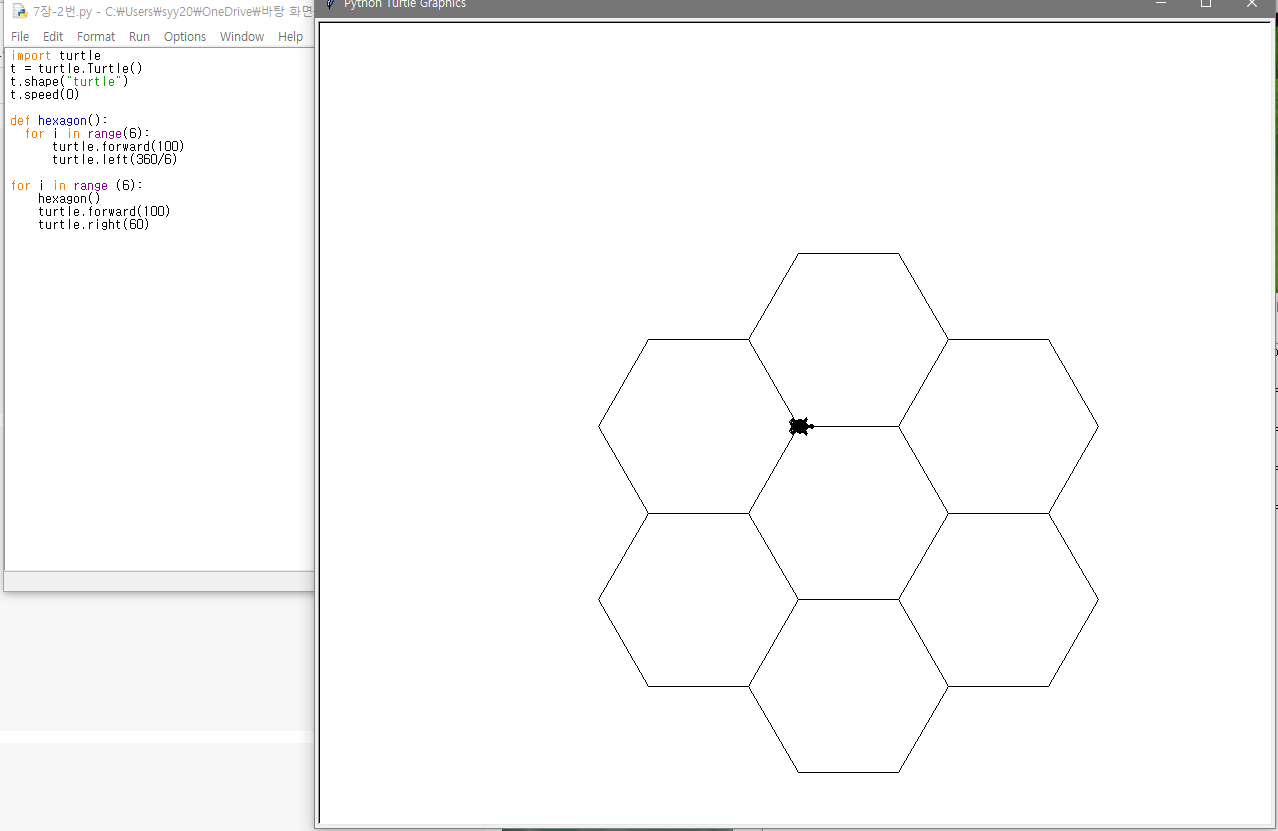 7장-2번.py - C:₩Users₩syy20₩OneDrive₩바탕 화면
Python Turtle Graphics
File Edit Format Run Options Window Help
import turtle
t = turtle.Turtle()
t.shape("turtle")
t.speed(0)
def hexagon():
  for i in range(6):
      turtle.forward(100)
      turtle.left(360/6)
for i in range (6):
    hexagon()
    turtle.forward(100)
    turtle.right(60)